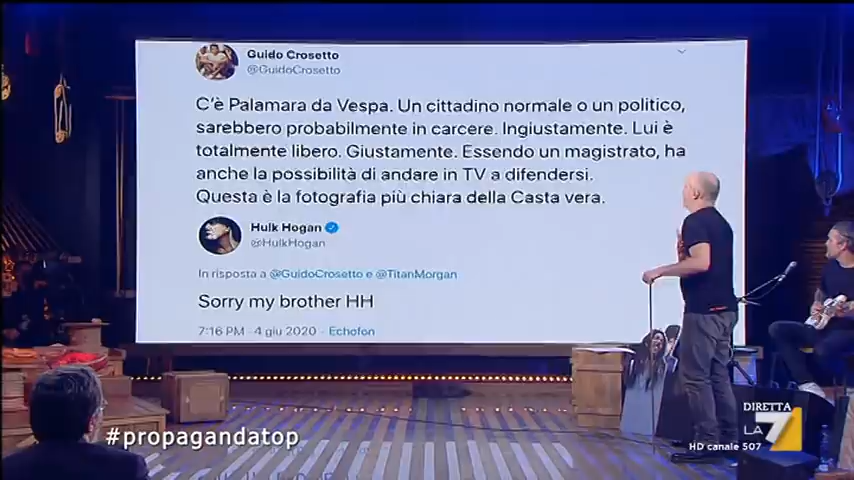 Guido Crosetto
@GuidoCrosetto
C'è Palamara da Vespa. Un cittadino normale o un politico,
sarebbero probabilmente in carcere. Ingiustamente. Lui è
totalmente libero. Giustamente. Essendo un magistrato, ha
anche la possibilità di andare in TV a difendersi.
Questa è la fotografia più chiara della Casta vera.
Hulk Hogan
@HulkHogan
In risposta a @GuidoCrosetto e @TitanMorgan
Sorry my brother HH
7:16 PM · 4 giu 2020 · Echofon
#propagandatop
DIRETTA
LA 7
HD canale 507